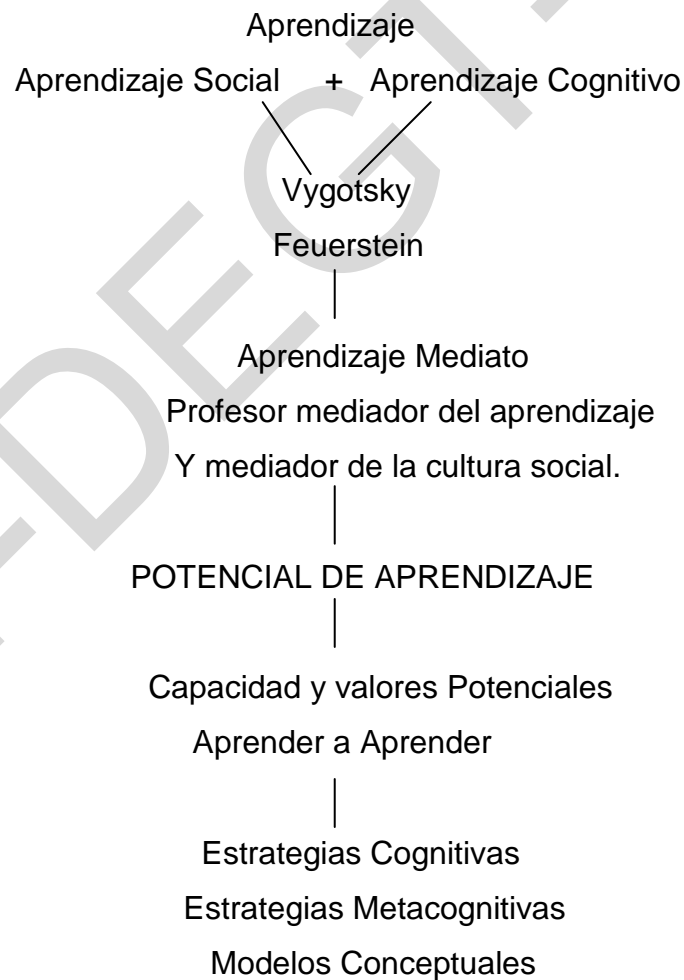 Aprendizaje
Aprendizaje Social + Aprendizaje Cognitivo
Vygotsky
Feuerstein
Aprendizaje Mediato
Profesor mediador del aprendizaje
Y mediador de la cultura social.
POTENCIAL DE APRENDIZAJE
Capacidad y valores Potenciales
Aprender a Aprender
Estrategias Cognitivas
Estrategias Metacognitivas
Modelos Conceptuales